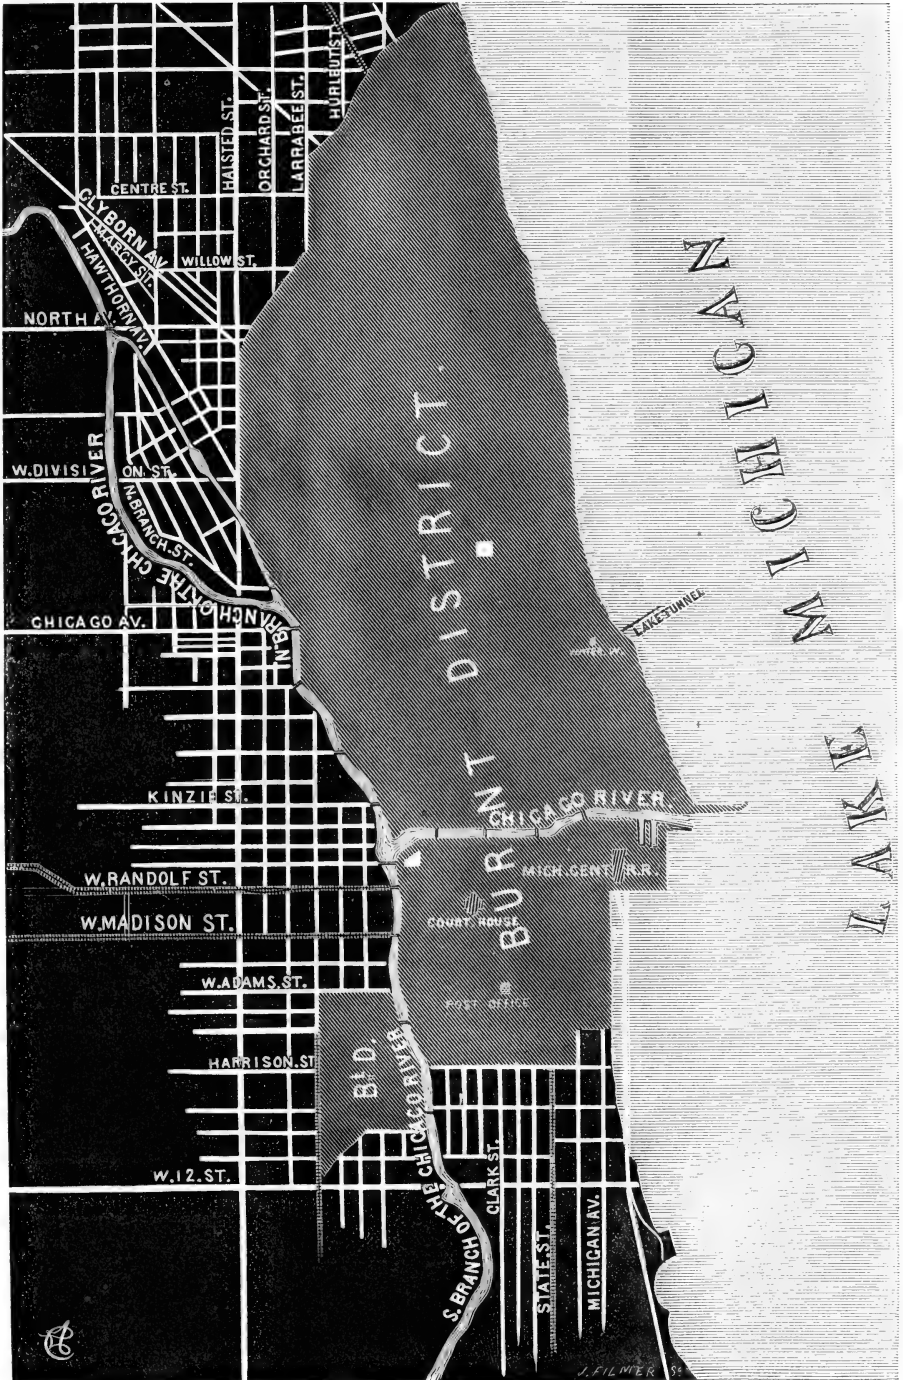 HURLBUT ST.
HALSTED ST.
ORCHARD ST.
LARRABEE ST.
CENTRE ST.
CLYBORN AV.
MARCY ST.
HAWTHORN AV.
WILLOW ST.
NORTH AV.
LAKE MICHIGAN
BURNT DISTRICT.
W. DIVISION. ST.
N. BRANCH. ST.
N. BRANCH OF THE CHICAGO RIVER
CHICAGO AV.
LAKE TUNNEL
WATER W.
KINZIE ST.
CHICAGO RIVER.
W. RANDOLF ST.
MICH. CENT R.R.
W. MADISON ST.
COURT HOUSE
W. ADAMS. ST.
POST OFFICE
HARRISON. ST
Bt D.
W. 12. ST.
S. BRANCH OF THE CHICAGO RIVER
CLARK ST.
STATE. ST.
MICHIGAN AV.
J. FILMER Sc